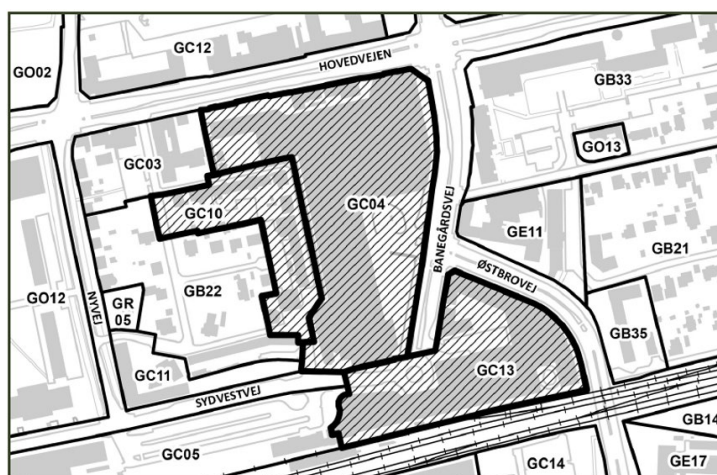 GC12
GO02
HOVEDVEJEN
GB33
GO13
GC03
GC04
GC10
BANEGÅRDSVEJ
GE11
GB21
ØSTBROVEJ
GO12
NYVEJ
GR
05
GB22
GB35
GC11
GC13
SYDVESTVEJ
GB14
GC05
GC14
GE17